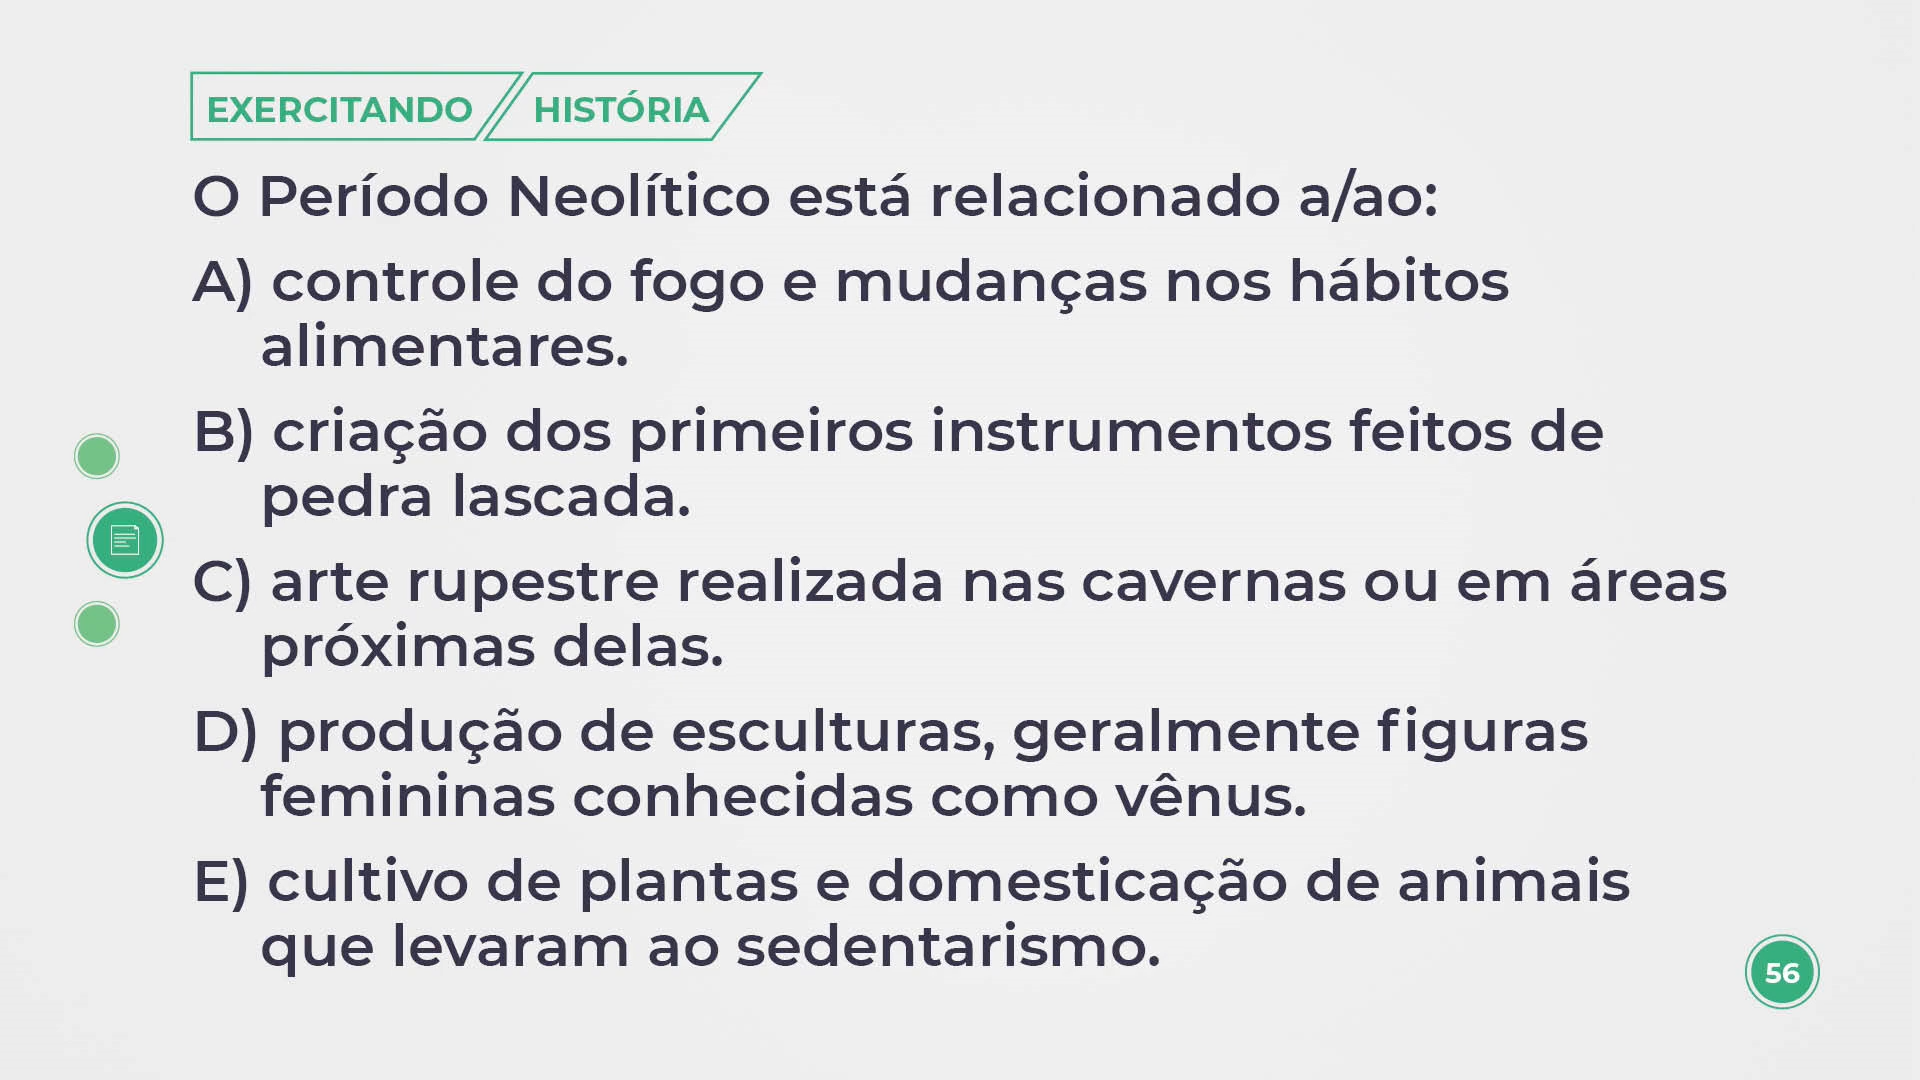 EXERCITANDO HISTÓRIA
O Período Neolítico está relacionado a/ao:
A) controle do fogo e mudanças nos hábitos
alimentares.
B) criação dos primeiros instrumentos feitos de
pedra lascada.
C) arte rupestre realizada nas cavernas ou em áreas
próximas delas.
D) produção de esculturas, geralmente figuras
femininas conhecidas como vênus.
E) cultivo de plantas e domesticação de animais
que levaram ao sedentarismo.
56